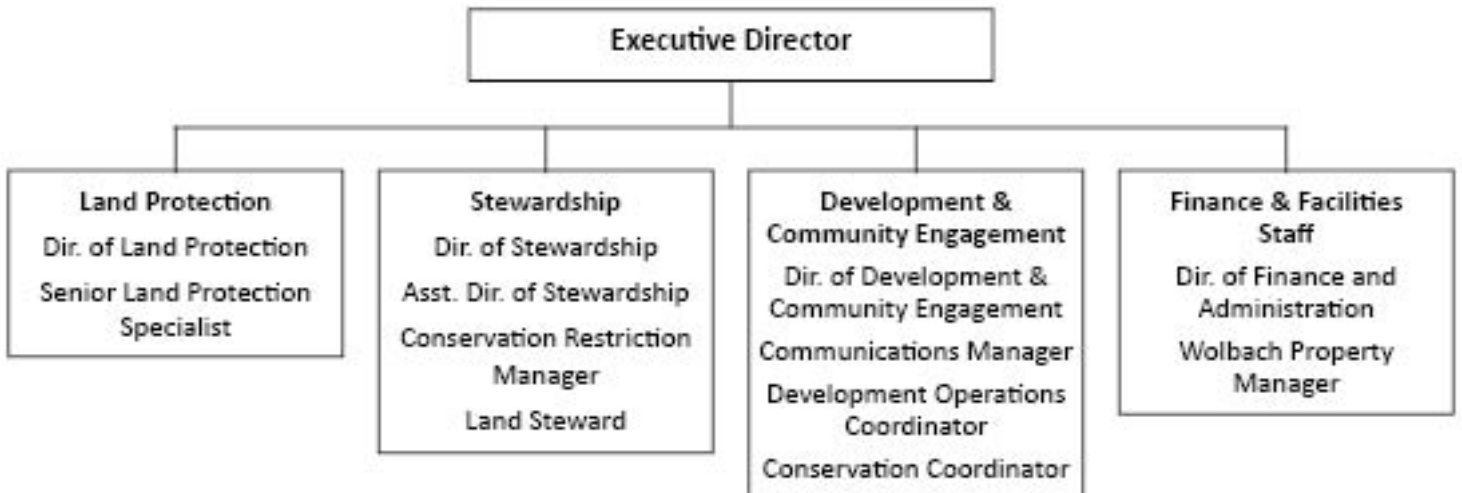 Executive Director
Land Protection
Dir. of Land Protection
Senior Land Protection
Specialist
Stewardship
Dir. of Stewardship
Asst. Dir. of Stewardship
Conservation Restriction
Manager
Land Steward
Development &
Community Engagement
Dir. of Development &
Community Engagement
Communications Manager
Development Operations
Coordinator
Conservation Coordinator
Finance & Facilities
Staff
Dir. of Finance and
Administration
Wolbach Property
Manager